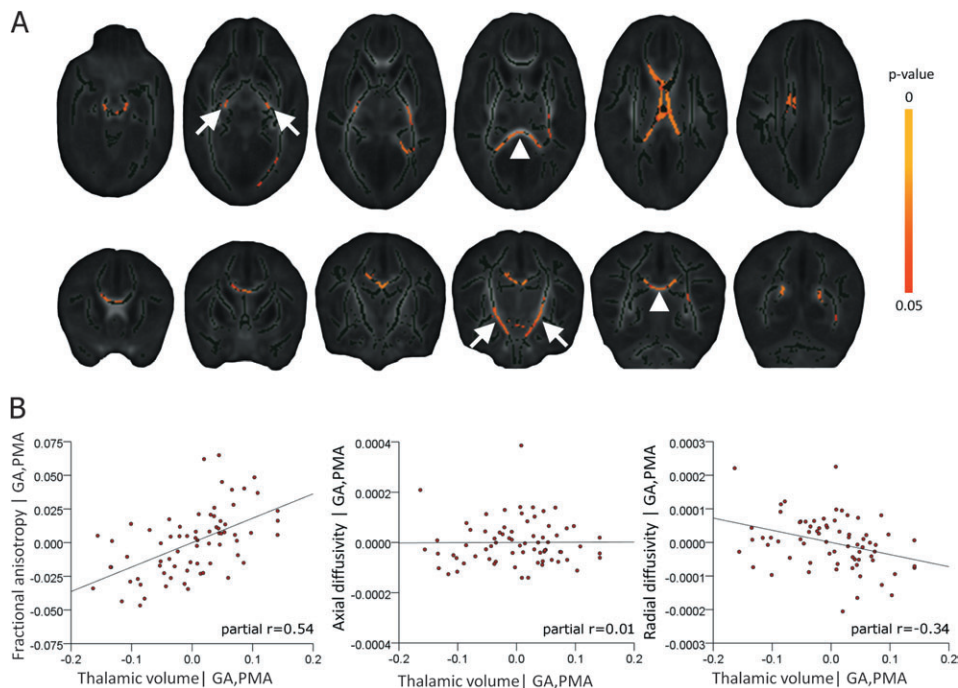 A
p-value
0
0.05
B
Fractional anisotropy | GA,PMA
0.075
0.050
0.025
0.000
-0.025
-0.050
-0.075
partial r=0.54
-0.2 -0.1 0.0 0.1 0.2
Thalamic volume| GA,PMA
Axial diffusivity | GA,PMA
0.0004
0.0002
0.0000
-0.0002
-0.0004
partial r=0.01
-0.2 -0.1 0.0 0.1 0.2
Thalamic volume| GA,PMA
Radial diffusivity | GA,PMA
0.0003
0.0002
0.0001
0.0000
-0.0001
-0.0002
-0.0003
partial r=-0.34
-0.2 -0.1 0.0 0.1 0.2
Thalamic volume| GA,PMA